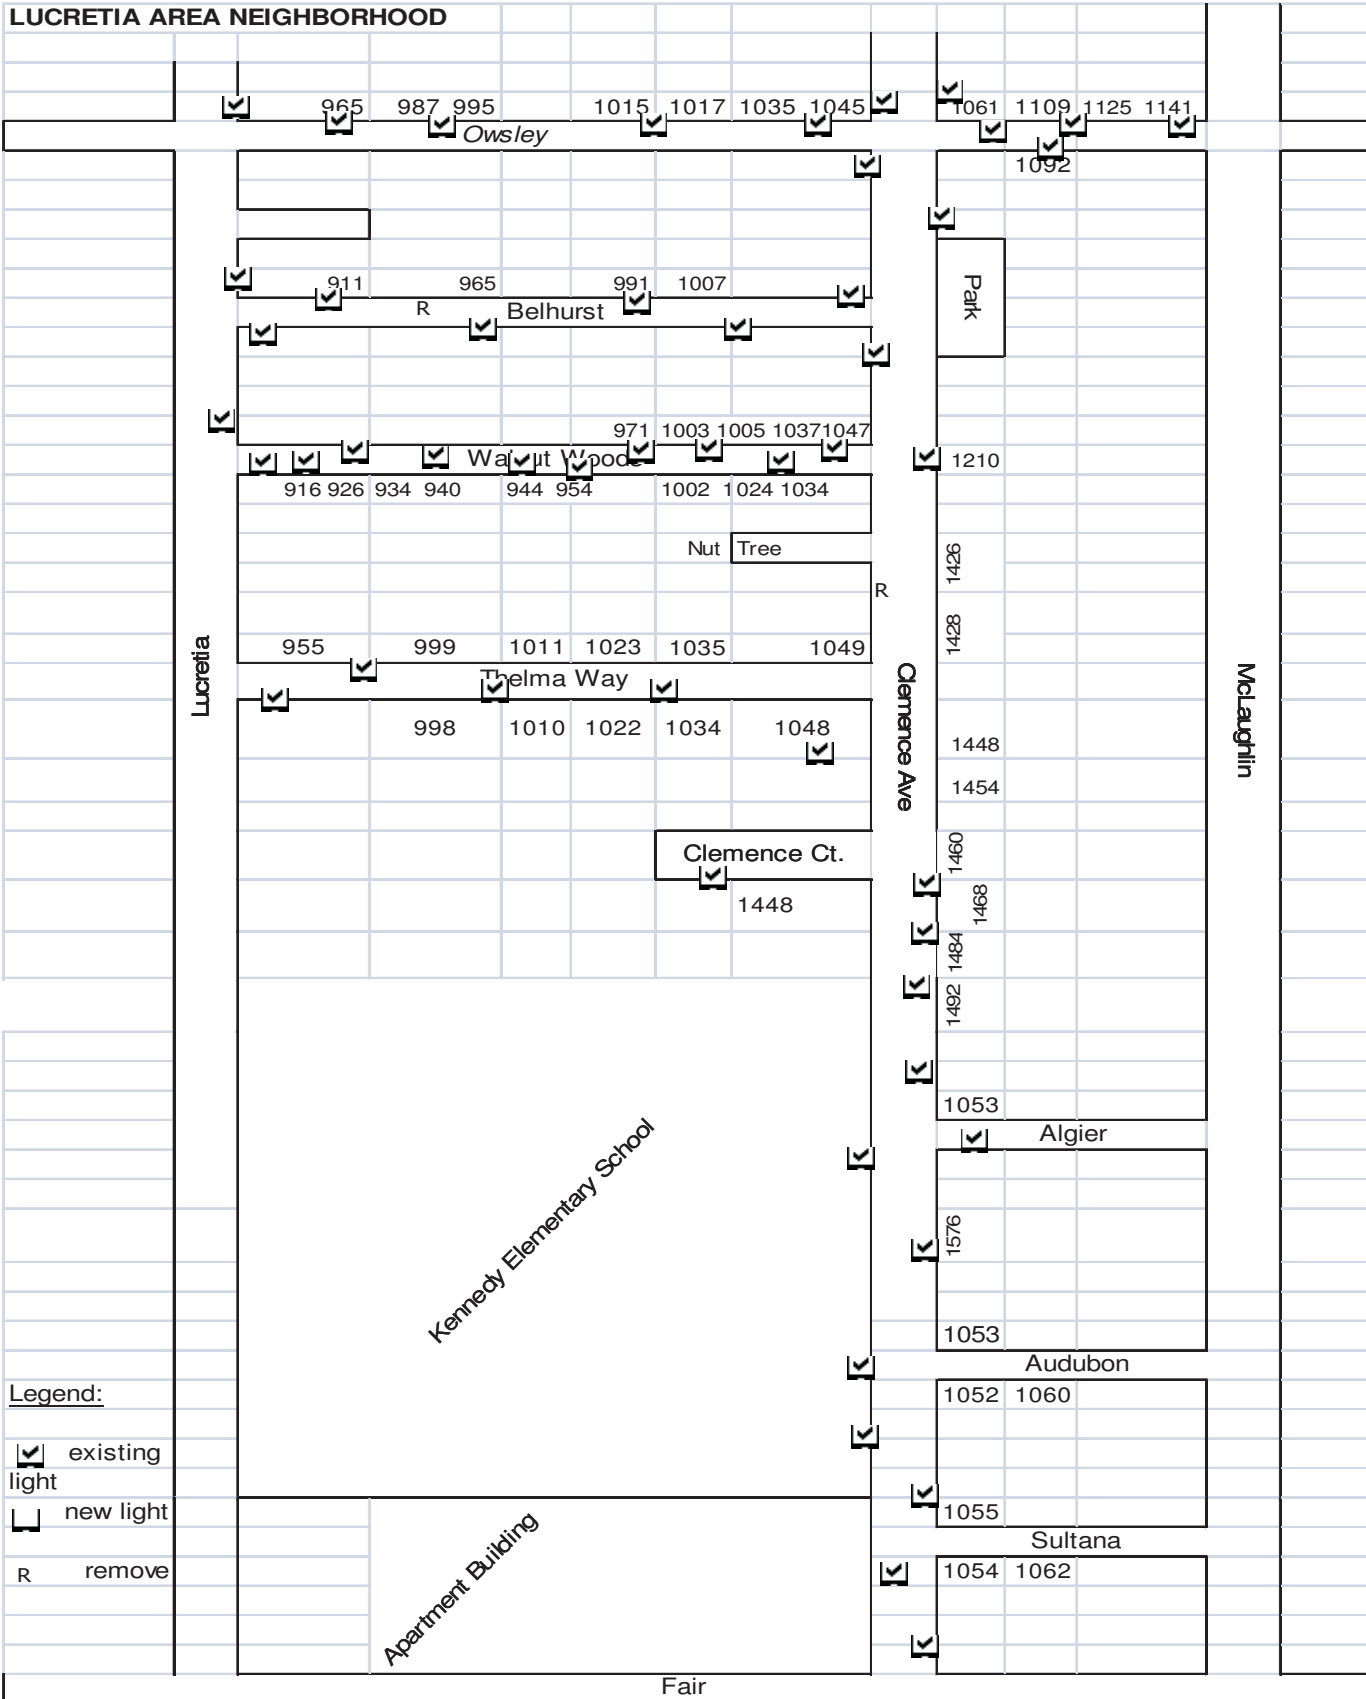 LUCRETIA AREA NEIGHBORHOOD
965 987 995 1015 1017 1035 1045 1061 1109 1125 1141
Owsley
1092
911 965 991 1007
Park
R Belhurst
971 1003 1005 1037 1047
Walnut Woods
1210
916 926 934 940 944 954 1002 1024 1034
Nut Tree
1426
R
1428
955 999 1011 1023 1035 1049
Lucretia
Thelma Way
Clemence Ave
McLaughlin
998 1010 1022 1034 1048
1448
1454
Clemence Ct.
1460
1448
1468
1484
1492
1053
Algier
Kennedy Elementary School
1576
1053
Audubon
Legend:
1052 1060
existing
light
new light
1055
Sultana
R remove
1054 1062
Apartment Building
Fair